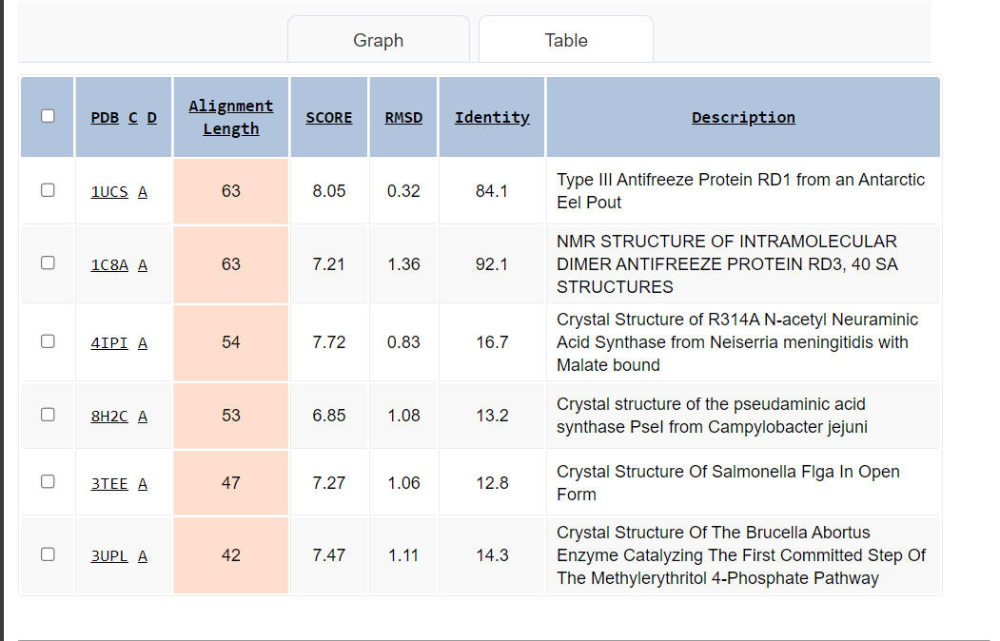 Graph Table
PDB C D Alignment Length SCORE RMSD Identity Description
1UCS A 63 8.05 0.32 84.1 Type III Antifreeze Protein RD1 from an Antarctic
Eel Pout
1C8A A 63 7.21 1.36 92.1 NMR STRUCTURE OF INTRAMOLECULAR
DIMER ANTIFREEZE PROTEIN RD3, 40 SA
STRUCTURES
4IPI A 54 7.72 0.83 16.7 Crystal Structure of R314A N-acetyl Neuraminic
Acid Synthase from Neiserria meningitidis with
Malate bound
8H2C A 53 6.85 1.08 13.2 Crystal structure of the pseudaminic acid
synthase PseI from Campylobacter jejuni
3TEE A 47 7.27 1.06 12.8 Crystal Structure Of Salmonella Flga In Open
Form
3UPL A 42 7.47 1.11 14.3 Crystal Structure Of The Brucella Abortus
Enzyme Catalyzing The First Committed Step Of
The Methylerythritol 4-Phosphate Pathway